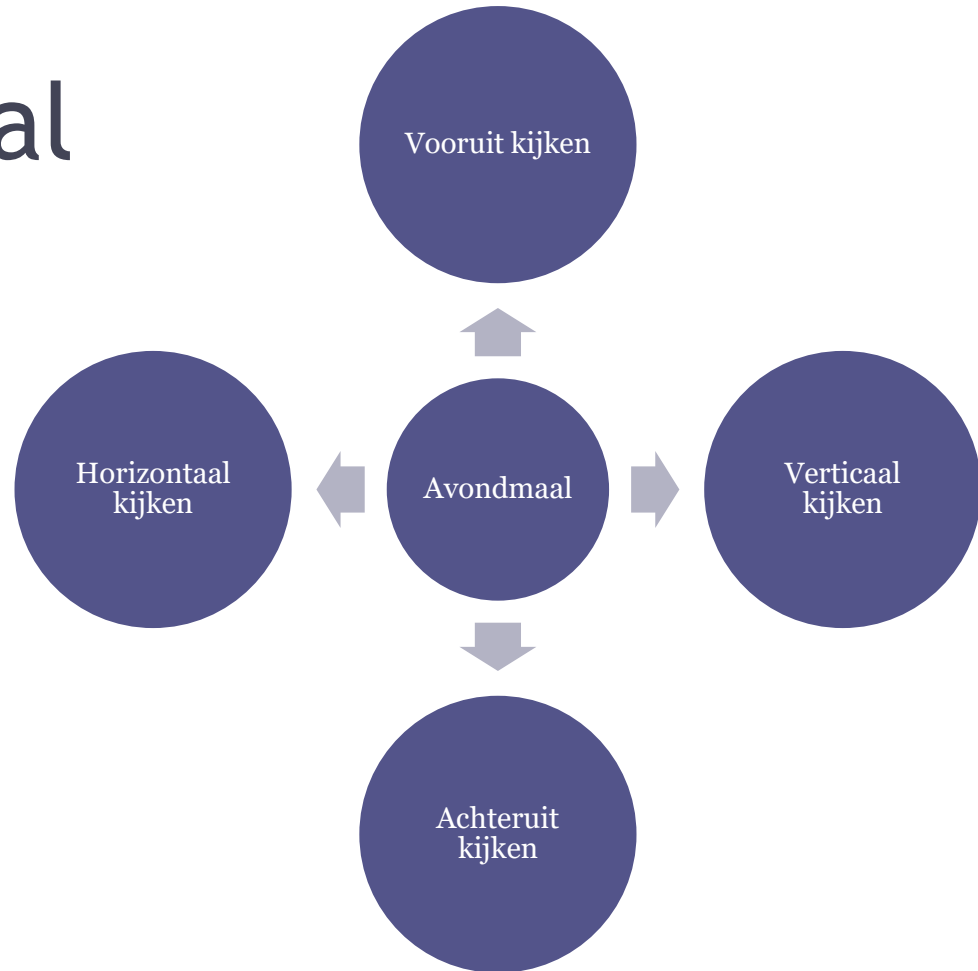 al
Vooruit kijken
Horizontaal
kijken
Avondmaal
Verticaal
kijken
Achteruit
kijken